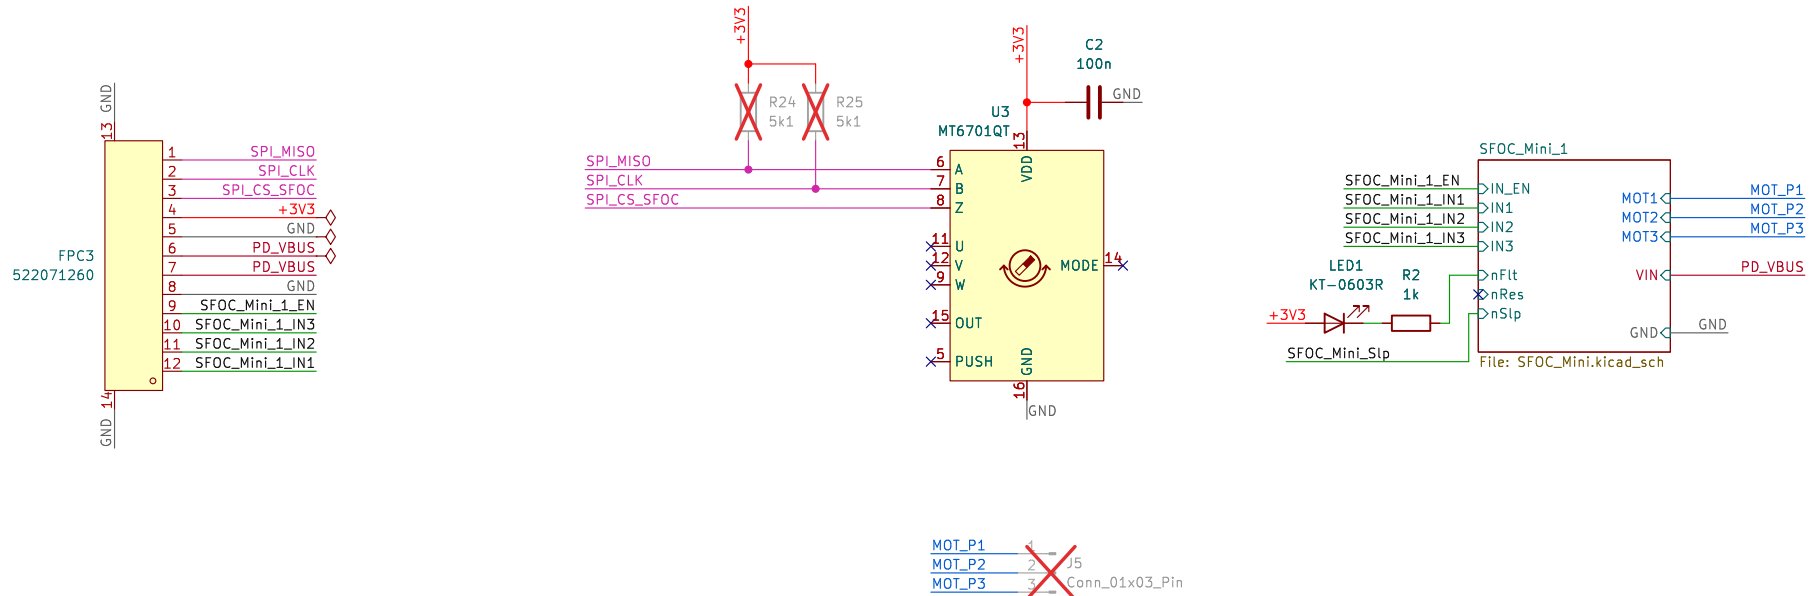 GND
13
FPC3
522071260
1 SPI_MISO
2 SPI_CLK
3 SPI_CS_SFOC
4 +3V3
5 GND
6 PD_VBUS
7 PD_VBUS
8 GND
9 SFOC_Mini_1_EN
10 SFOC_Mini_1_IN3
11 SFOC_Mini_1_IN2
12 SFOC_Mini_1_IN1
14
GND
+3V3
R24
5k1
R25
5k1
SPI_MISO
SPI_CLK
SPI_CS_SFOC
+3V3
C2
100n
GND
U3
MT6701QT
13
VDD
6 A
7 B
8 Z
11 U
12 V
9 W
15 OUT
5 PUSH
MODE 14
GND
16
GND
MOT_P1 1
MOT_P2 2
MOT_P3 3
J5
Conn_01x03_Pin
SFOC_Mini_1
SFOC_Mini_1_EN IN_EN
SFOC_Mini_1_IN1 IN1
SFOC_Mini_1_IN2 IN2
SFOC_Mini_1_IN3 IN3
nFlt
nRes
nSlp
LED1
KT-0603R
R2
1k
+3V3
SFOC_Mini_Slp
MOT1 MOT_P1
MOT2 MOT_P2
MOT3 MOT_P3
VIN PD_VBUS
GND GND
File: SFOC_Mini.kicad_sch